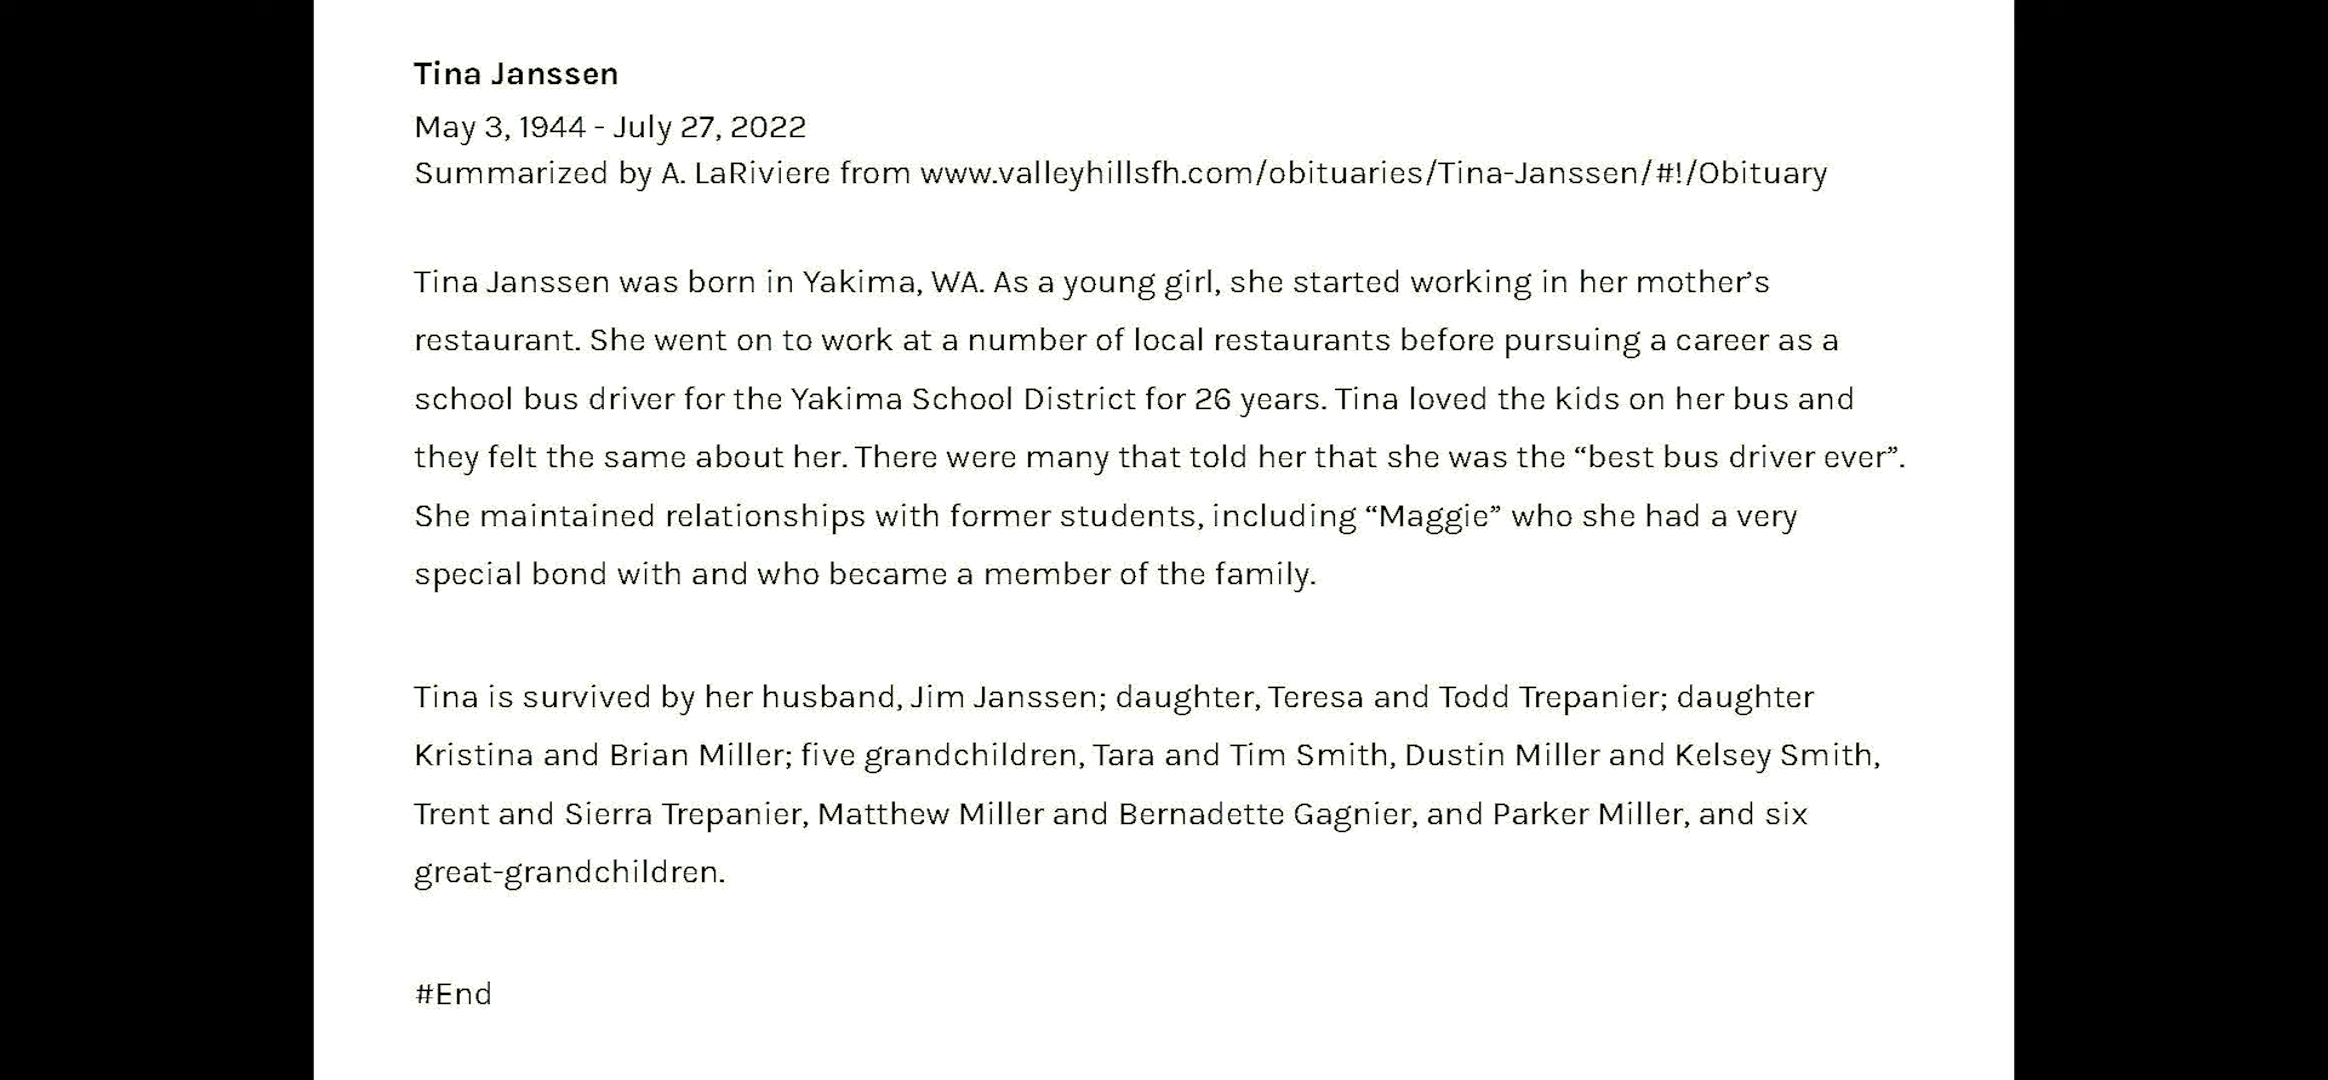 Tina Janssen
May 3, 1944 - July 27, 2022
Summarized by A. LaRiviere from www.valleyhillsfh.com/obituaries/Tina-Janssen/#!/Obituary
Tina Janssen was born in Yakima, WA. As a young girl, she started working in her mother’s
restaurant. She went on to work at a number of local restaurants before pursuing a career as a
school bus driver for the Yakima School District for 26 years. Tina loved the kids on her bus and
they felt the same about her. There were many that told her that she was the “best bus driver ever”.
She maintained relationships with former students, including “Maggie” who she had a very
special bond with and who became a member of the family.
Tina is survived by her husband, Jim Janssen; daughter, Teresa and Todd Trepanier; daughter
Kristina and Brian Miller; five grandchildren, Tara and Tim Smith, Dustin Miller and Kelsey Smith,
Trent and Sierra Trepanier, Matthew Miller and Bernadette Gagnier, and Parker Miller, and six
great-grandchildren.
#End